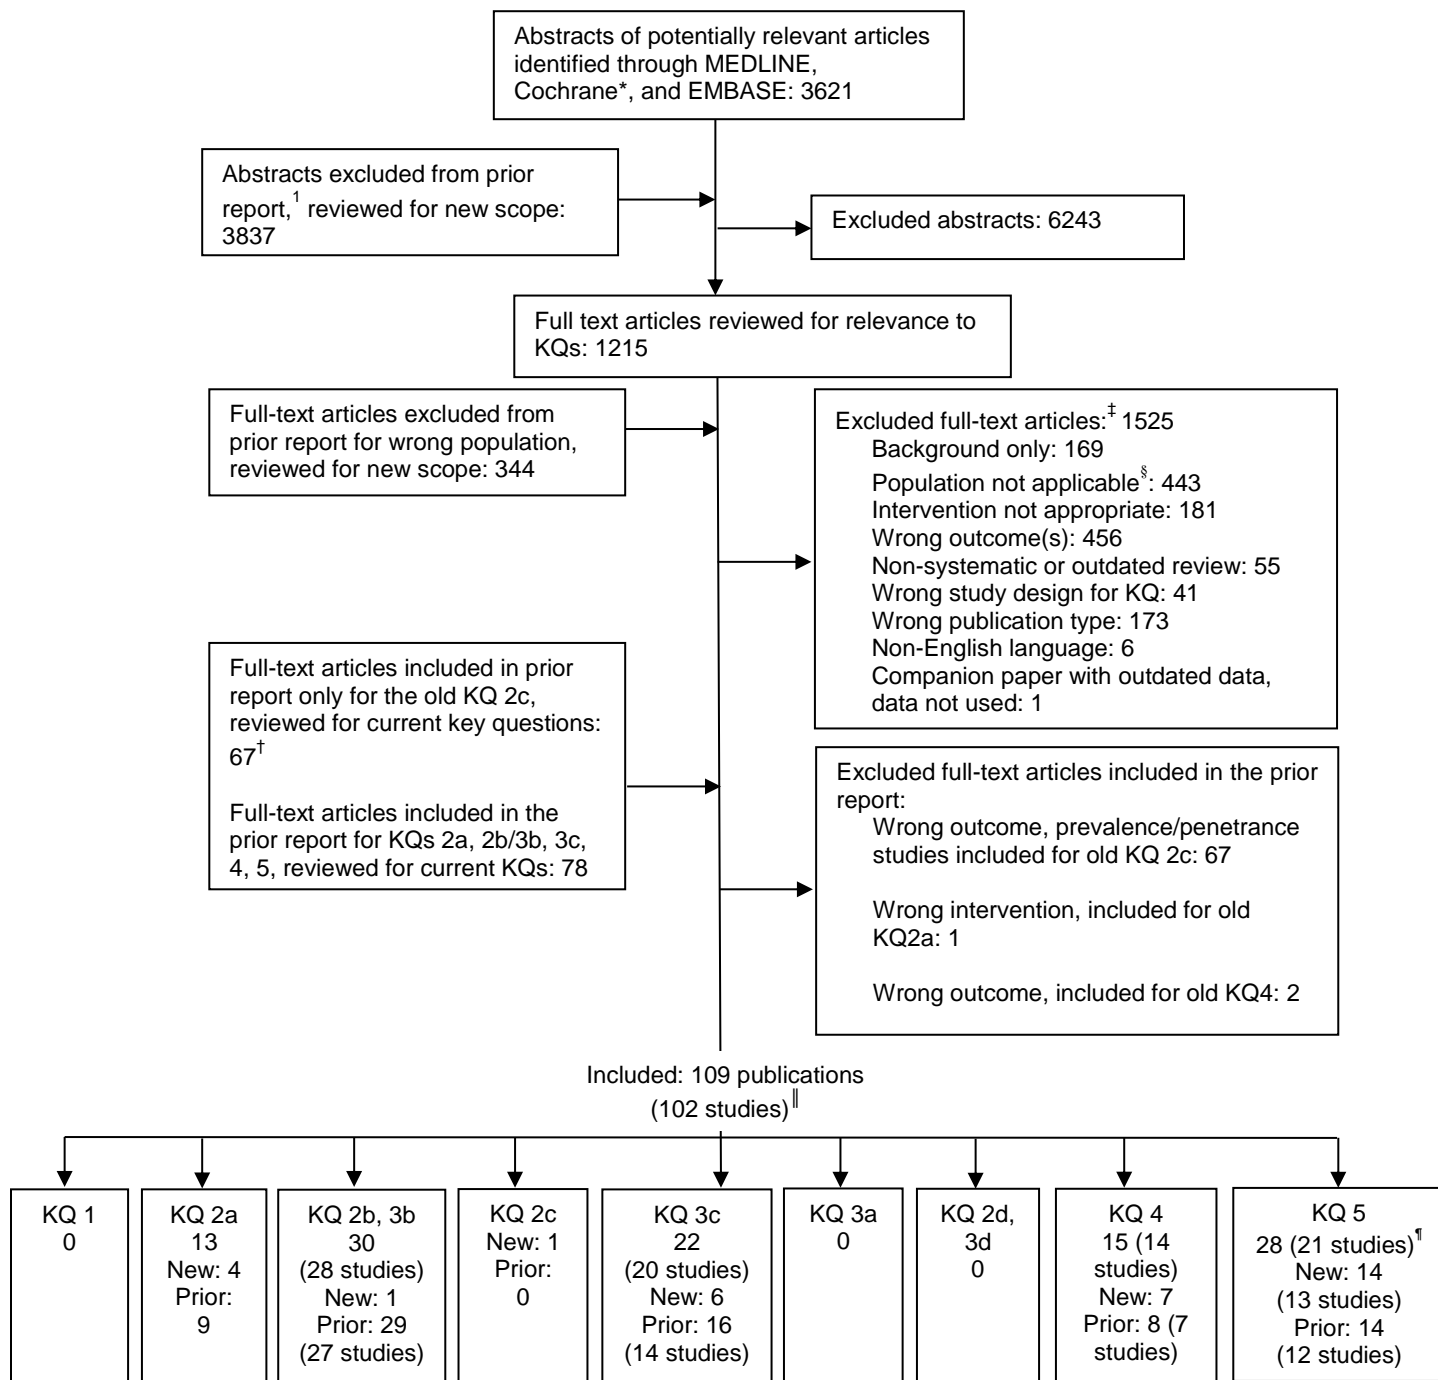 Abstracts of potentially relevant articles
identified through MEDLINE,
Cochrane*, and EMBASE: 3621
Abstracts excluded from prior
report,¹ reviewed for new scope:
3837
Excluded abstracts: 6243
Full text articles reviewed for relevance to
KQs: 1215
Full-text articles excluded from
prior report for wrong population,
reviewed for new scope: 344
Excluded full-text articles:‡ 1525
Background only: 169
Population not applicable§: 443
Intervention not appropriate: 181
Wrong outcome(s): 456
Non-systematic or outdated review: 55
Wrong study design for KQ: 41
Wrong publication type: 173
Non-English language: 6
Companion paper with outdated data,
data not used: 1
Full-text articles included in prior
report only for the old KQ 2c,
reviewed for current key questions:
67†
Full-text articles included in the
prior report for KQs 2a, 2b/3b, 3c,
4, 5, reviewed for current KQs: 78
Excluded full-text articles included in the prior
report:
Wrong outcome, prevalence/penetrance
studies included for old KQ 2c: 67
Wrong intervention, included for old
KQ2a: 1
Wrong outcome, included for old KQ4: 2
Included: 109 publications
(102 studies)‖
KQ 1
0
KQ 2a
13
New: 4
Prior:
9
KQ 2b, 3b
30
(28 studies)
New: 1
Prior: 29
(27 studies)
KQ 2c
New: 1
Prior:
0
KQ 3c
22
(20 studies)
New: 6
Prior: 16
(14 studies)
KQ 3a
0
KQ 2d,
3d
0
KQ 4
15 (14
studies)
New: 7
Prior: 8 (7
studies)
KQ 5
28 (21 studies)¶
New: 14
(13 studies)
Prior: 14
(12 studies)